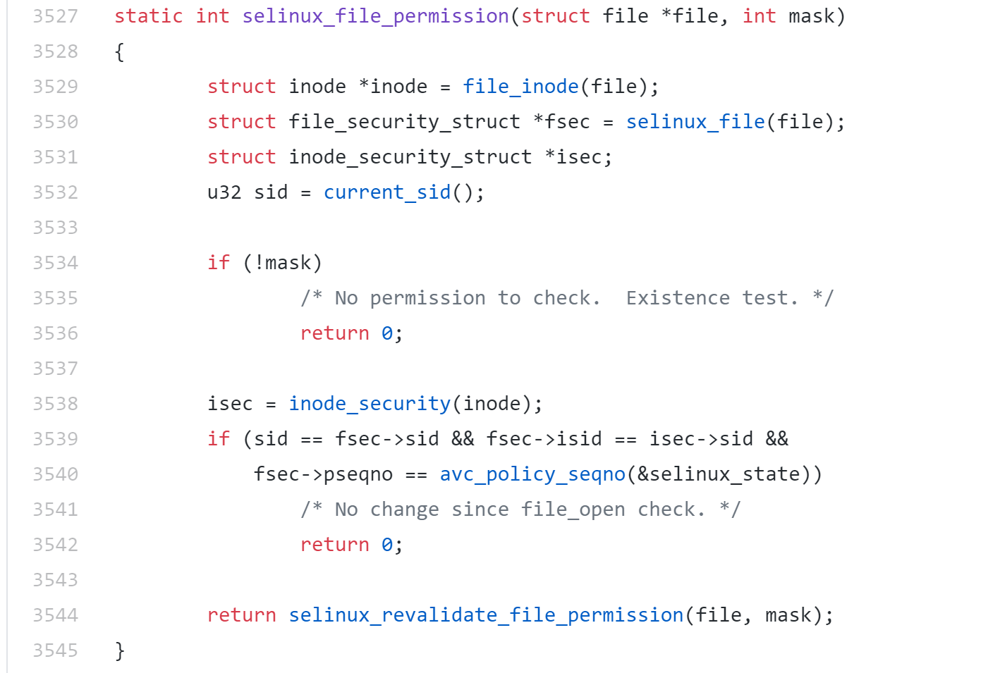 3527 static int selinux_file_permission(struct file *file, int mask)
3528 {
3529         struct inode *inode = file_inode(file);
3530         struct file_security_struct *fsec = selinux_file(file);
3531         struct inode_security_struct *isec;
3532         u32 sid = current_sid();
3533
3534         if (!mask)
3535                 /* No permission to check.  Existence test. */
3536                 return 0;
3537
3538         isec = inode_security(inode);
3539         if (sid == fsec->sid && fsec->isid == isec->sid &&
3540             fsec->pseqno == avc_policy_seqno(&selinux_state))
3541                 /* No change since file_open check. */
3542                 return 0;
3543
3544         return selinux_revalidate_file_permission(file, mask);
3545 }